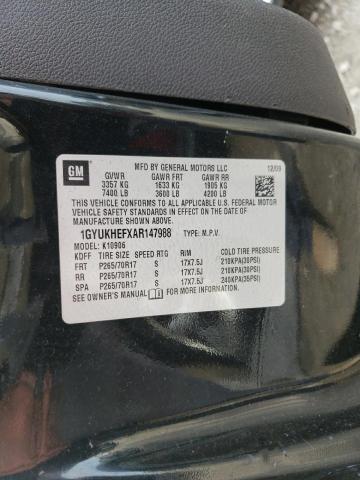 GM
MFD BY GENERAL MOTORS LLC
12/09
GVWR GAWR FRT GAWR RR
3357 KG 1633 KG 1905 KG
7400 LB 3600 LB 4200 LB
THIS VEHICLE CONFORMS TO ALL APPLICABLE U.S. FEDERAL MOTOR
VEHICLE SAFETY AND THEFT PREVENTION STANDARDS IN EFFECT ON THE DATE OF
MANUFACTURE SHOWN ABOVE.
1GYUKHEFXAR147988 TYPE: M.P.V.
MODEL: K10906
KDFF TIRE SIZE SPEED RTG RIM COLD TIRE PRESSURE
FRT P265/70R17 S 17X7.5J 210KPA(30PSI)
RR P265/70R17 S 17X7.5J 210KPA(30PSI)
SPA P265/70R17 S 17X7.5J 240KPA(35PSI)
SEE OWNER'S MANUAL FOR ADDITIONAL INFORMATION.